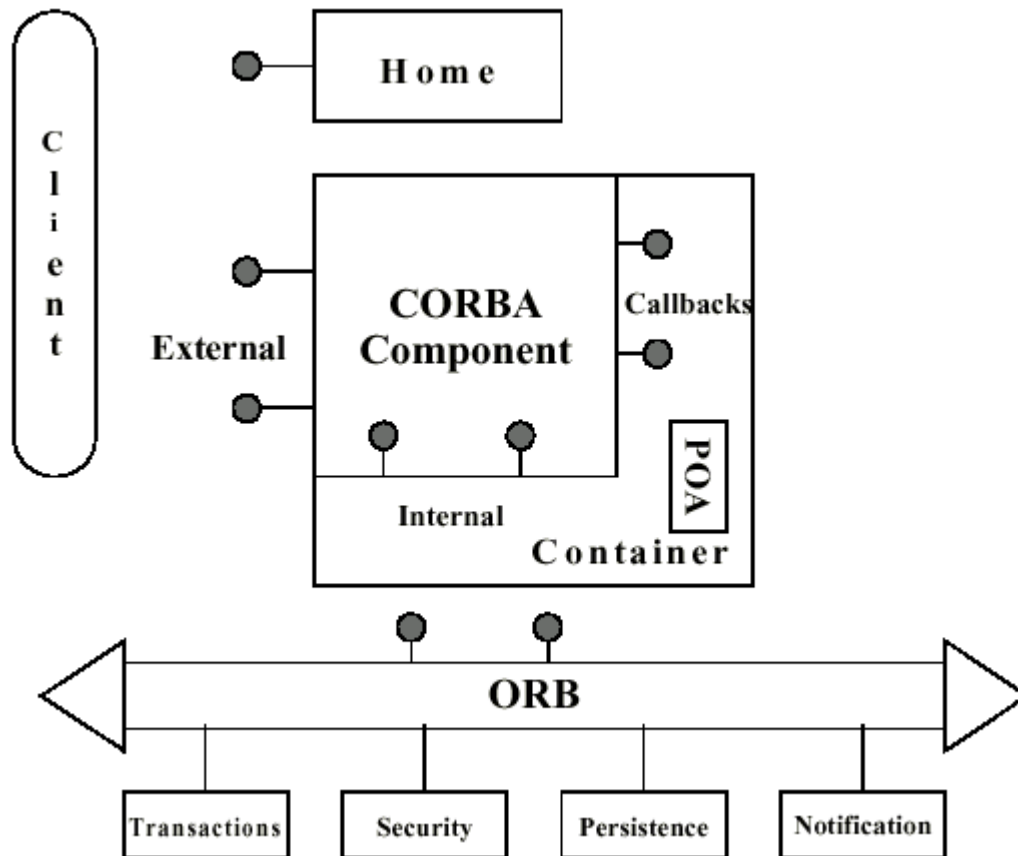 Client
Home
CORBA
Component
Callbacks
External
POA
Internal
Container
ORB
Transactions
Security
Persistence
Notification